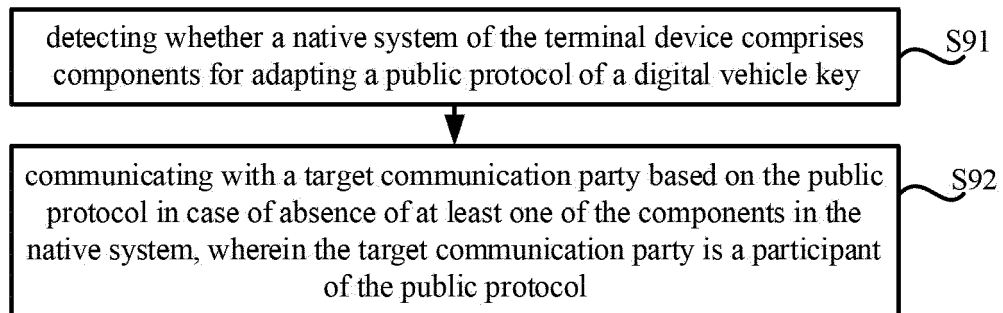 detecting whether a native system of the terminal device comprises
components for adapting a public protocol of a digital vehicle key
S91
communicating with a target communication party based on the public
protocol in case of absence of at least one of the components in the
native system, wherein the target communication party is a participant
of the public protocol
S92